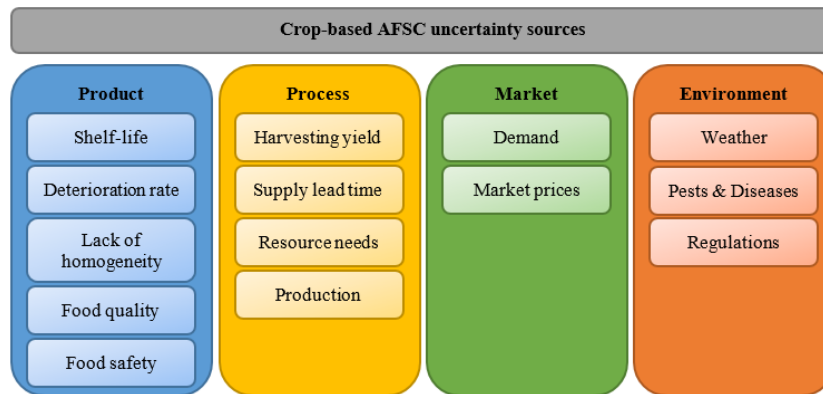 Crop-based AFSC uncertainty sources
Product
Shelf-life
Deterioration rate
Lack of
homogeneity
Food quality
Food safety
Process
Harvesting yield
Supply lead time
Resource needs
Production
Market
Demand
Market prices
Environment
Weather
Pests & Diseases
Regulations